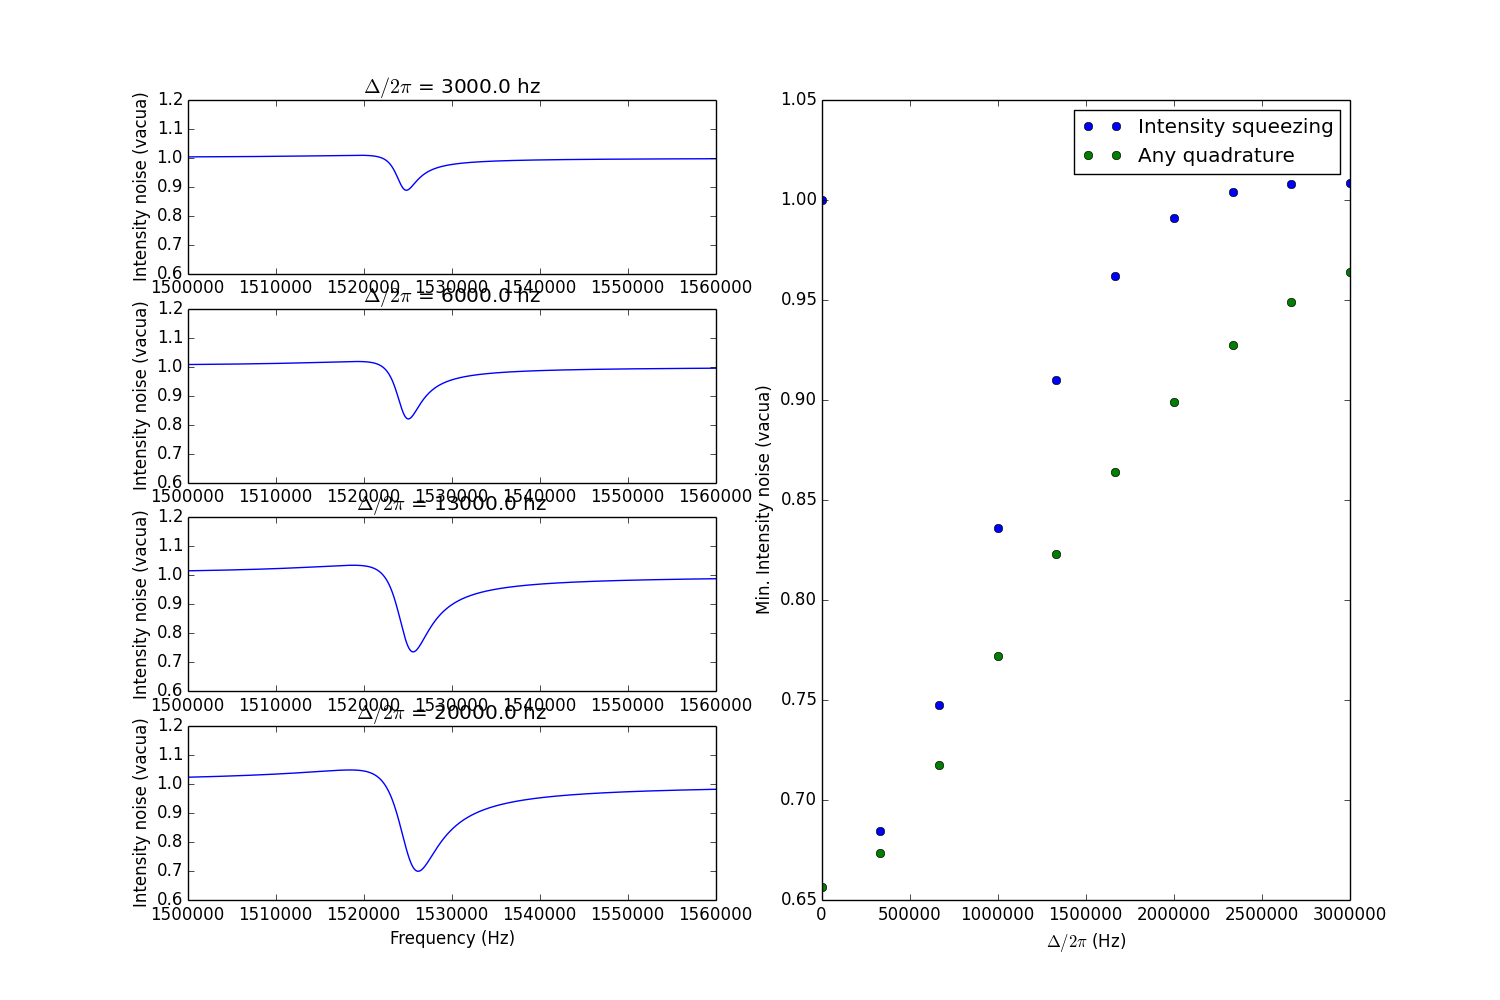 Δ/2π = 3000.0 hz
Intensity noise (vacua)
1.2
1.1
1.0
0.9
0.8
0.7
0.6
1500000 1510000 1520000 1530000 1540000 1550000 1560000
Δ/2π = 6000.0 hz
Intensity noise (vacua)
1.2
1.1
1.0
0.9
0.8
0.7
0.6
1500000 1510000 1520000 1530000 1540000 1550000 1560000
Δ/2π = 13000.0 hz
Intensity noise (vacua)
1.2
1.1
1.0
0.9
0.8
0.7
0.6
1500000 1510000 1520000 1530000 1540000 1550000 1560000
Δ/2π = 20000.0 hz
Intensity noise (vacua)
1.2
1.1
1.0
0.9
0.8
0.7
0.6
1500000 1510000 1520000 1530000 1540000 1550000 1560000
Frequency (Hz)
Min. Intensity noise (vacua)
1.05
1.00
0.95
0.90
0.85
0.80
0.75
0.70
0.65
Intensity squeezing
Any quadrature
0 500000 1000000 1500000 2000000 2500000 3000000
Δ/2π (Hz)